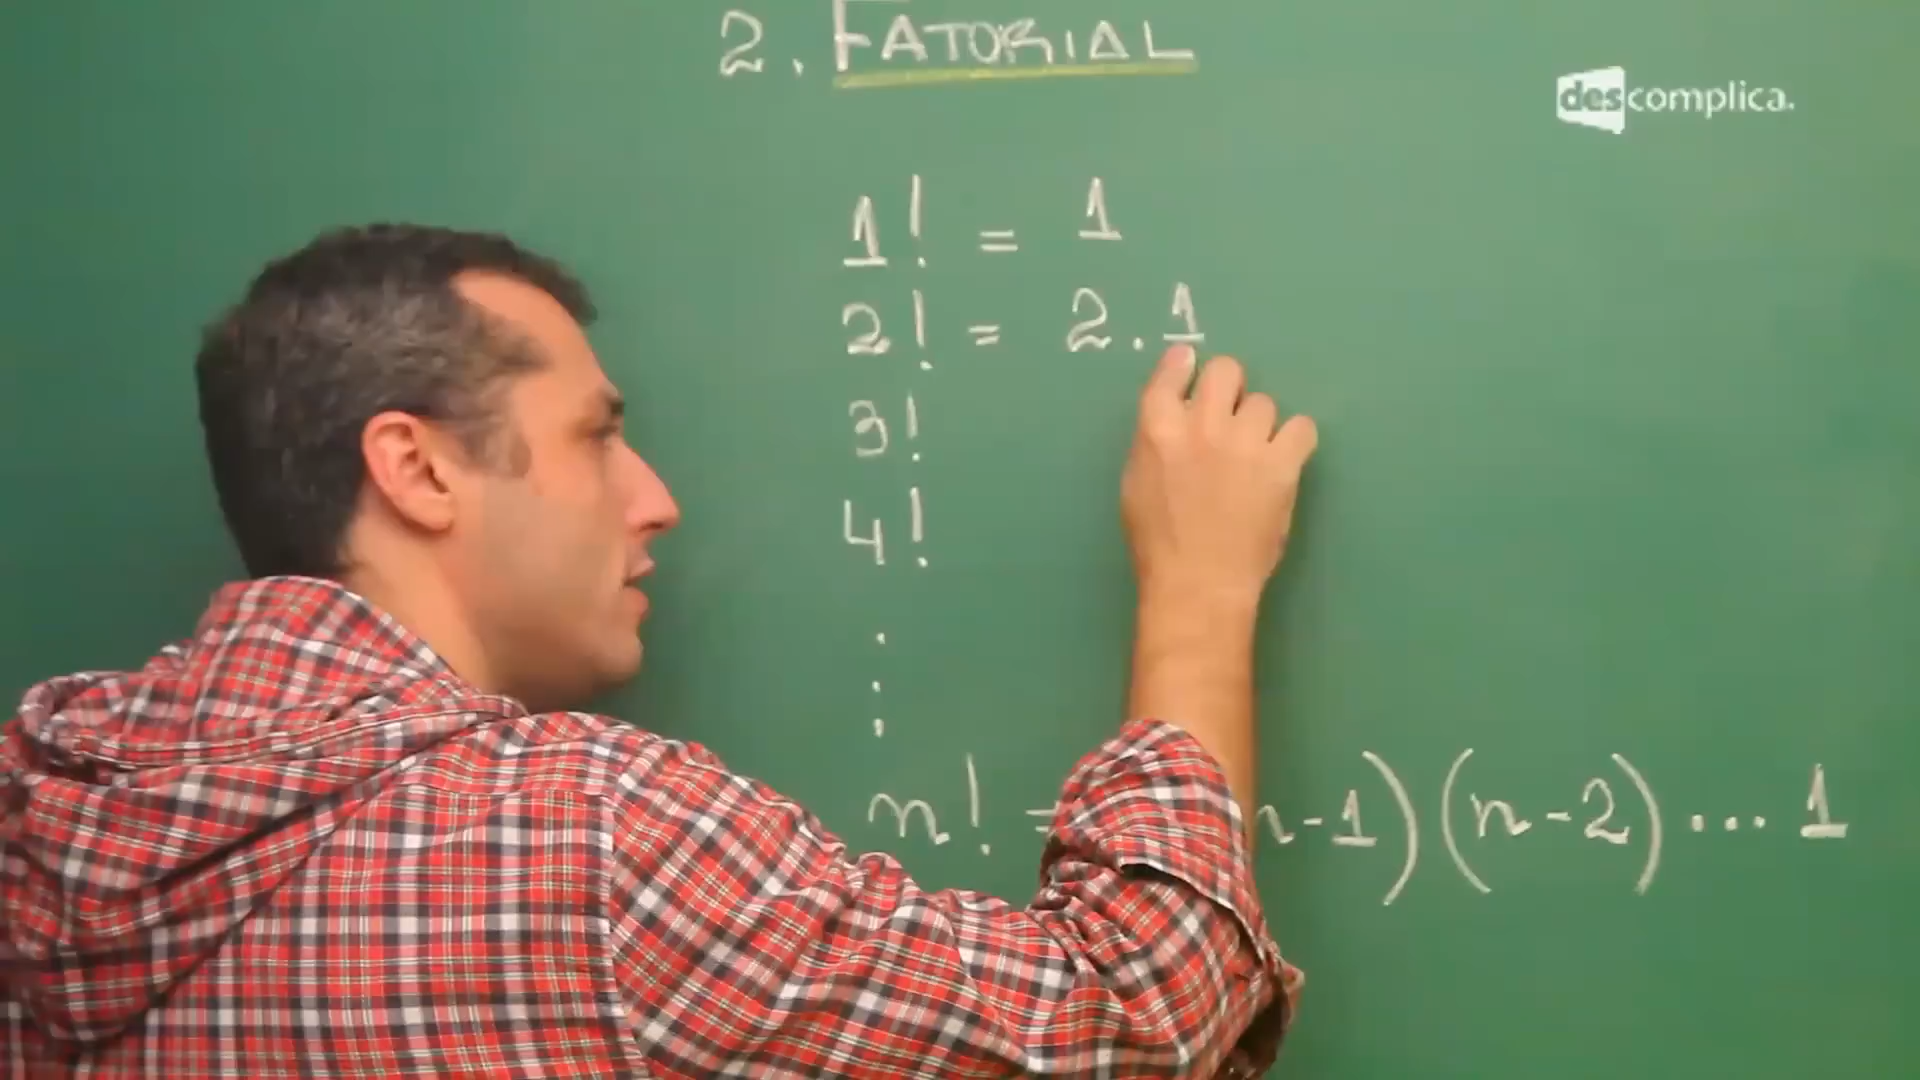 2. FATORIAL
descomplica.
1! = 1
2! = 2.1
3!
4!
n! = n-1)(n-2)...1